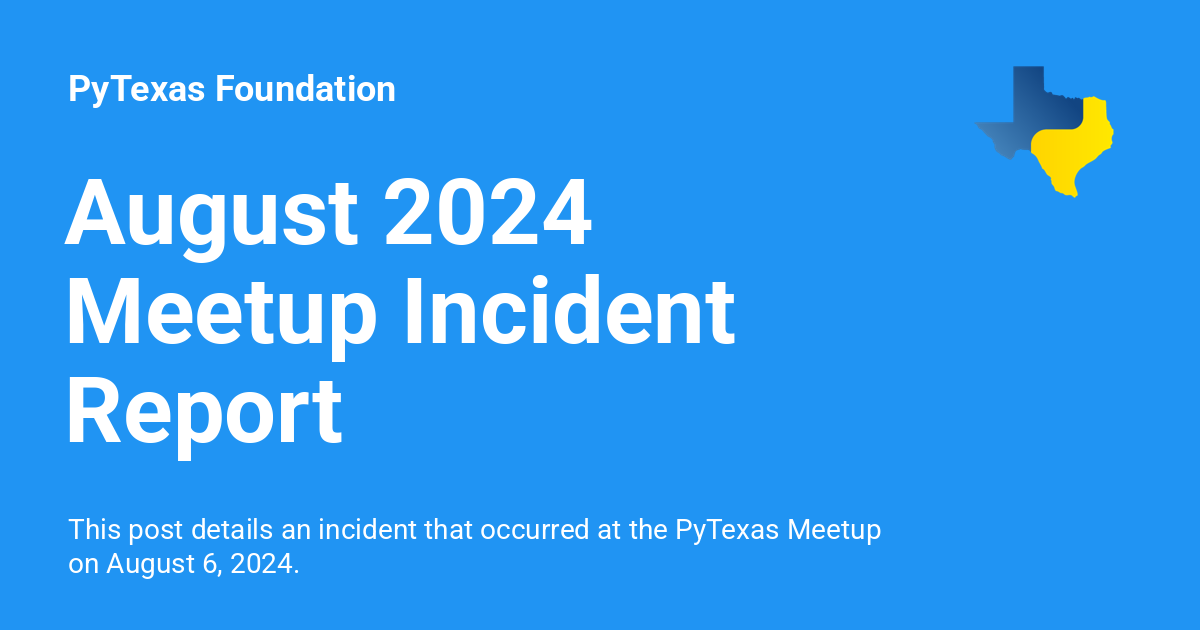 PyTexas Foundation
August 2024
Meetup Incident
Report
This post details an incident that occurred at the PyTexas Meetup
on August 6, 2024.